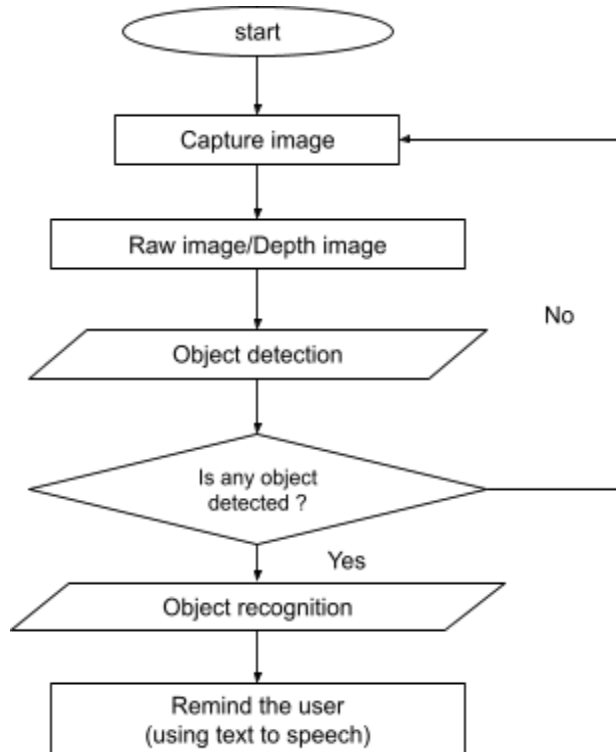 start
Capture image
Raw image/Depth image
No
Object detection
Is any object
detected ?
Yes
Object recognition
Remind the user
(using text to speech)